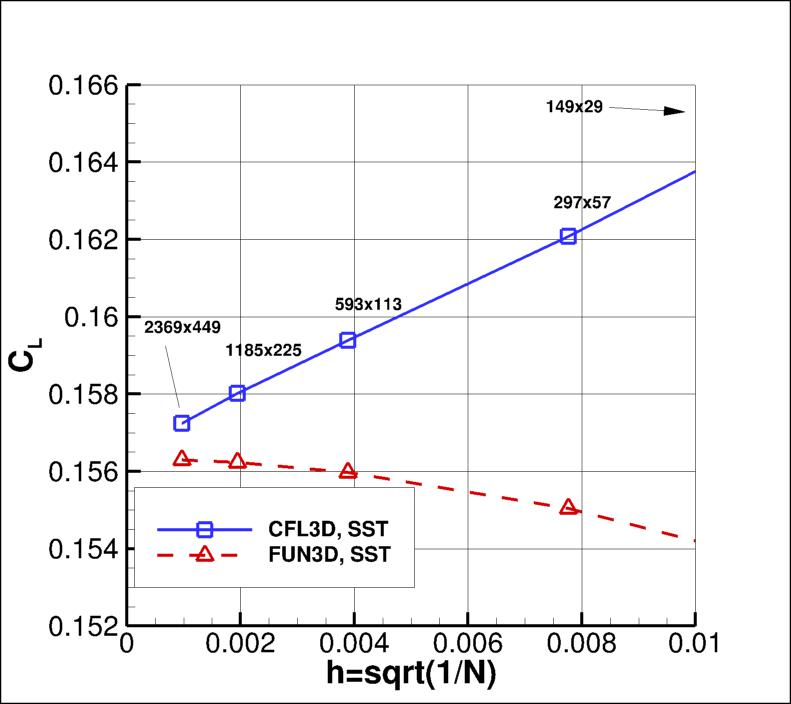 0.166
149x29
0.164
297x57
0.162
593x113
0.16
2369x449
1185x225
C_L
0.158
0.156
CFL3D, SST
FUN3D, SST
0.154
0.152
0 0.002 0.004 0.006 0.008 0.01
h=sqrt(1/N)